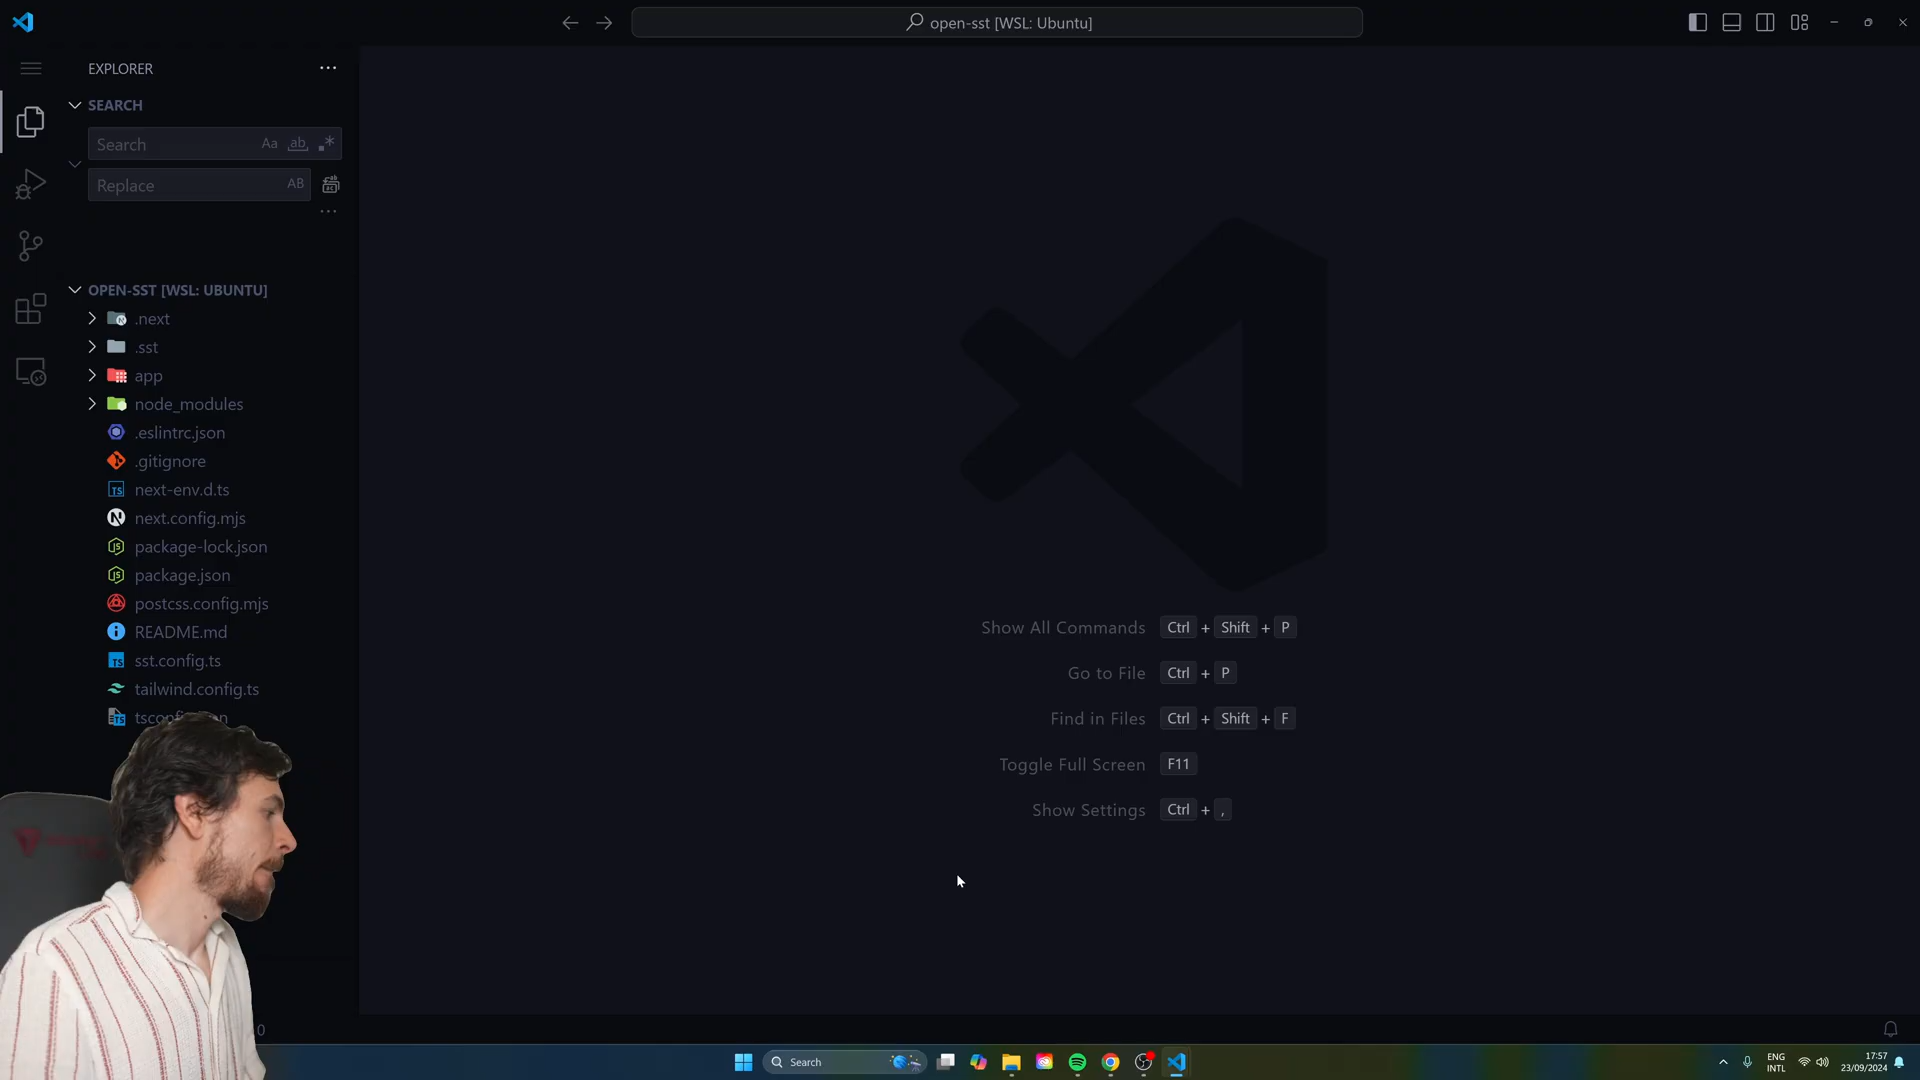 open-sst [WSL: Ubuntu]
EXPLORER
SEARCH
Search
Aa
ab
Replace
AB
OPEN-SST [WSL: UBUNTU]
.next
.sst
app
node_modules
.eslintrc.json
.gitignore
next-env.d.ts
next.config.mjs
package-lock.json
package.json
postcss.config.mjs
README.md
sst.config.ts
tailwind.config.ts
Show All Commands Ctrl + Shift + P
Go to File Ctrl + P
Find in Files Ctrl + Shift + F
Toggle Full Screen F11
Show Settings Ctrl + ,
0
Search
ENG
INTL
17:57
23/09/2024